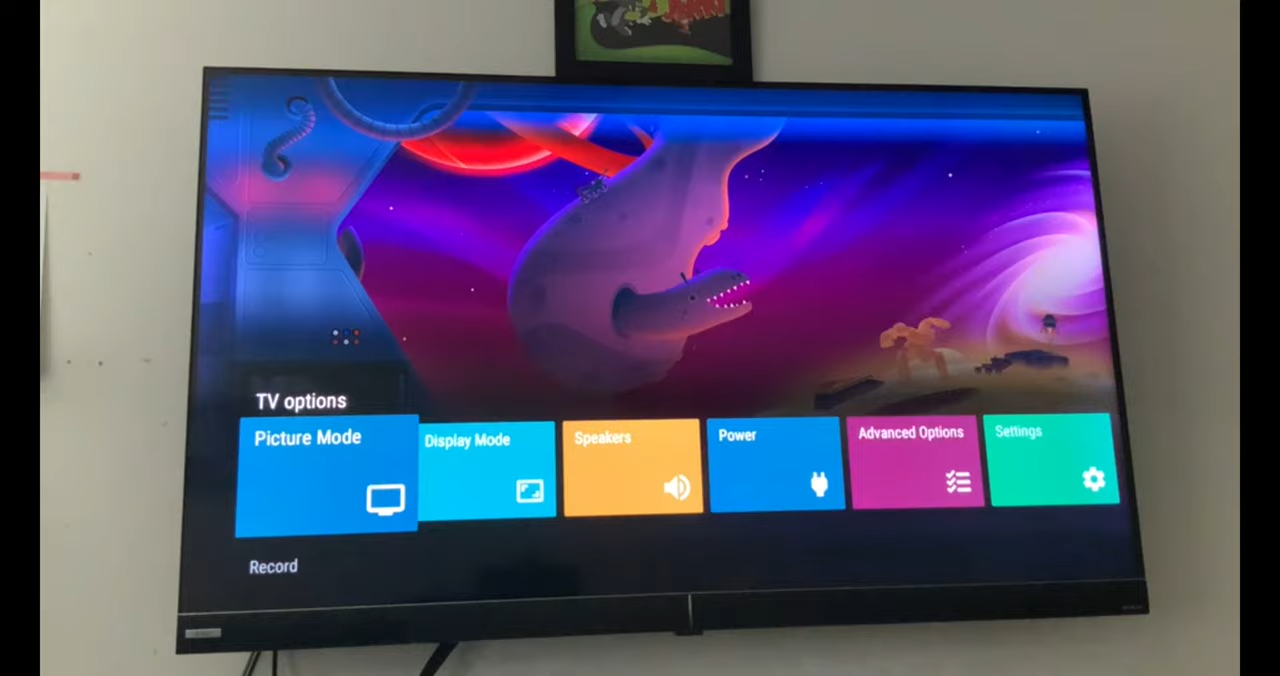 TV options
Picture Mode
Display Mode
Speakers
Power
Advanced Options
Settings
Record